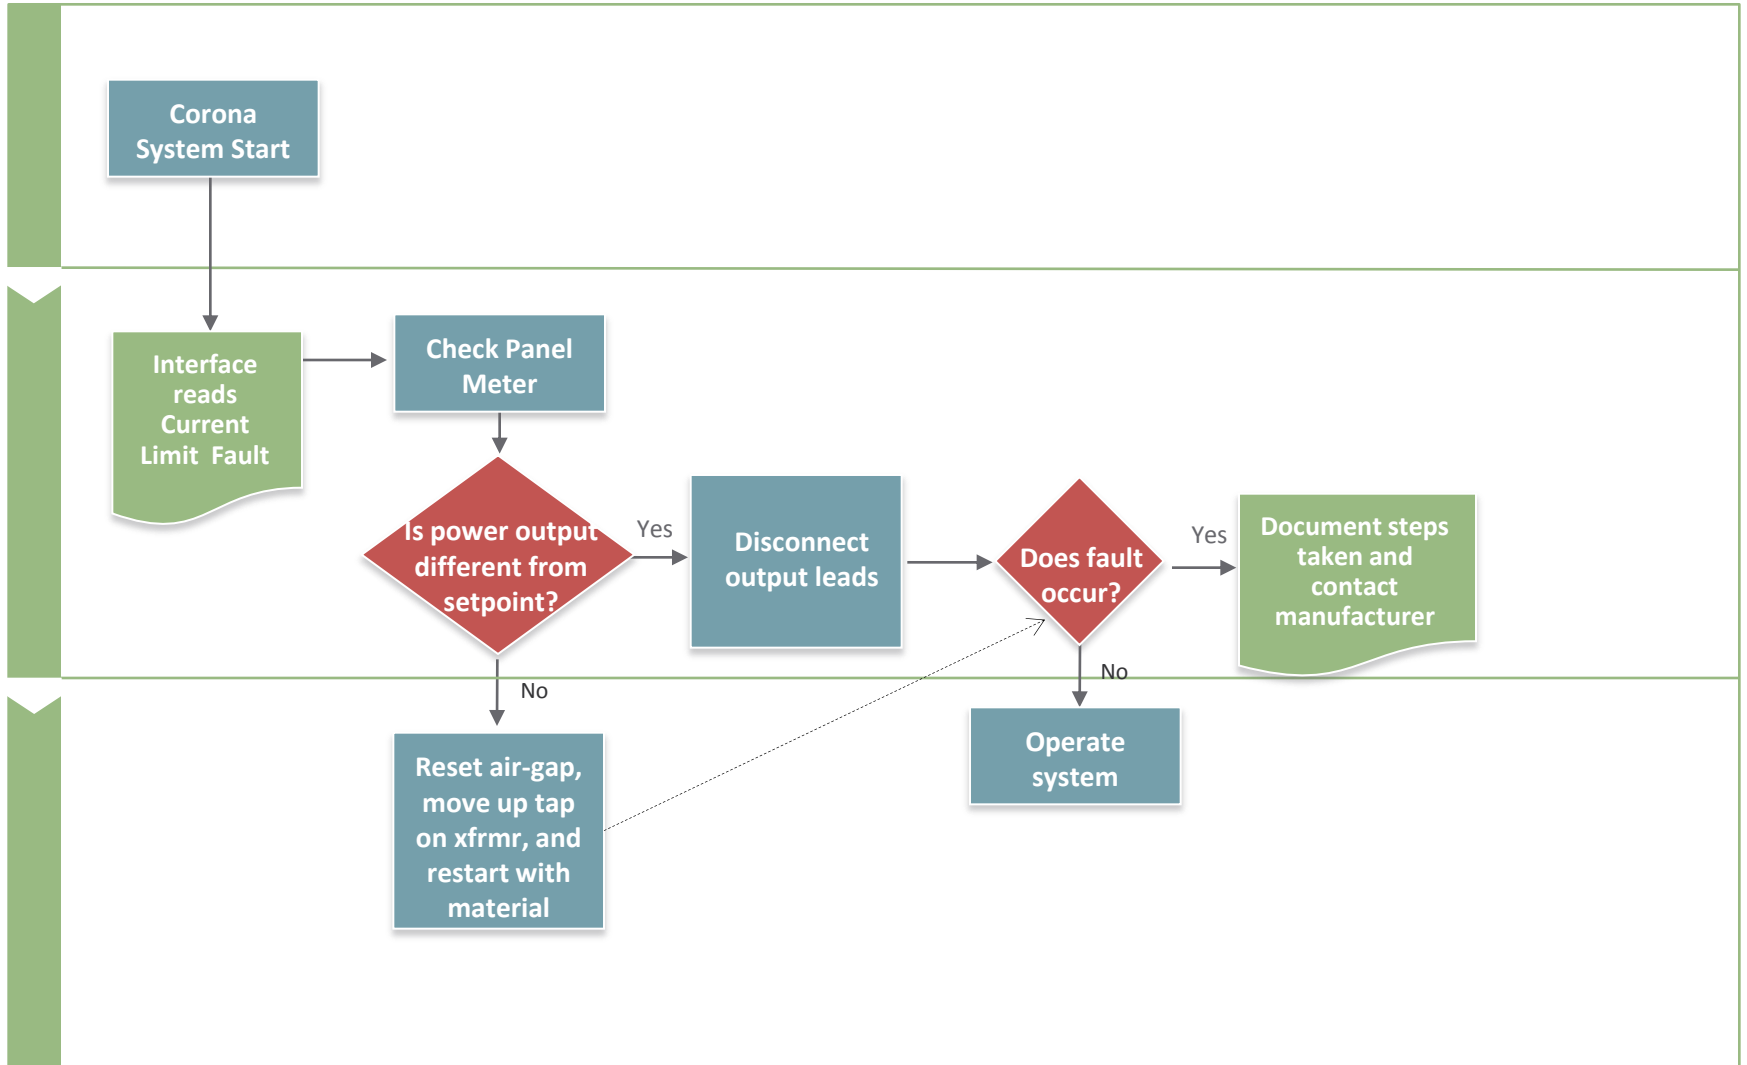 Corona
System Start
Interface
reads
Current
Limit  Fault
Check Panel
Meter
Is power output
different from
setpoint?
Yes
Disconnect
output leads
Does fault
occur?
Yes
Document steps
taken and
contact
manufacturer
No
No
Reset air-gap,
move up tap
on xfrmr, and
restart with
material
Operate
system